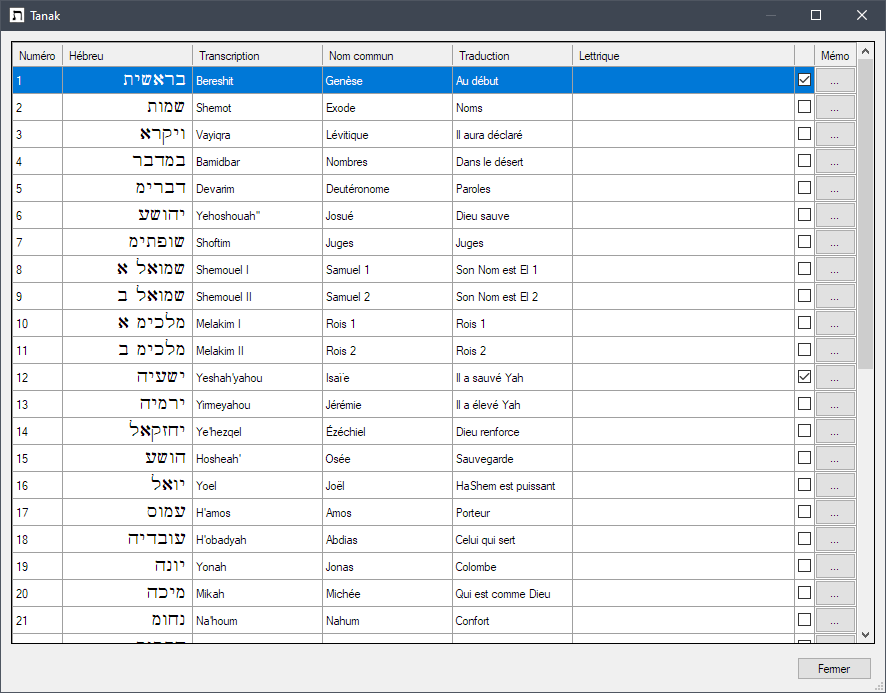 ת Tanak
Numéro Hébreu Transcription Nom commun Traduction Lettrique Mémo
1 בראשית Bereshit Genèse Au début ...
2 שמות Shemot Exode Noms ...
3 ויקרא Vayiqra Lévitique Il aura déclaré ...
4 במדבר Bamidbar Nombres Dans le désert ...
5 דברימ Devarim Deutéronome Paroles ...
6 יהושע Yehoshouah" Josué Dieu sauve ...
7 שופתימ Shoftim Juges Juges ...
8 שמואל א Shemouel I Samuel 1 Son Nom est El 1 ...
9 שמואל ב Shemouel II Samuel 2 Son Nom est El 2 ...
10 מלכימ א Melakim I Rois 1 Rois 1 ...
11 מלכימ ב Melakim II Rois 2 Rois 2 ...
12 ישעיה Yeshah'yahou Isaïe Il a sauvé Yah ...
13 ירמיה Yirmeyahou Jérémie Il a élevé Yah ...
14 יחזקאל Ye'hezqel Ézéchiel Dieu renforce ...
15 הושע Hosheah' Osée Sauvegarde ...
16 יואל Yoel Joël HaShem est puissant ...
17 עמוס H'amos Amos Porteur ...
18 עובדיה H'obadyah Abdias Celui qui sert ...
19 יונה Yonah Jonas Colombe ...
20 מיכה Mikah Michée Qui est comme Dieu ...
21 נחומ Na'houm Nahum Confort ...
Fermer